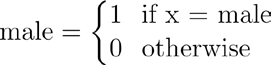 male = { 1 if x = male
0 otherwise